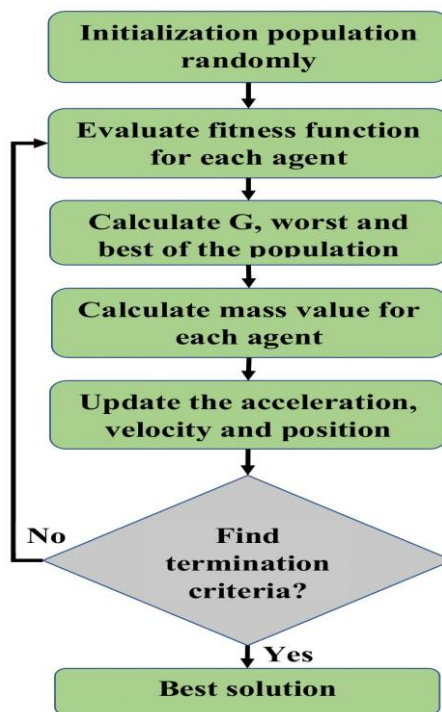 Initialization population
randomly
Evaluate fitness function
for each agent
Calculate G, worst and
best of the population
Calculate mass value for
each agent
Update the acceleration,
velocity and position
No
Find
termination
criteria?
Yes
Best solution